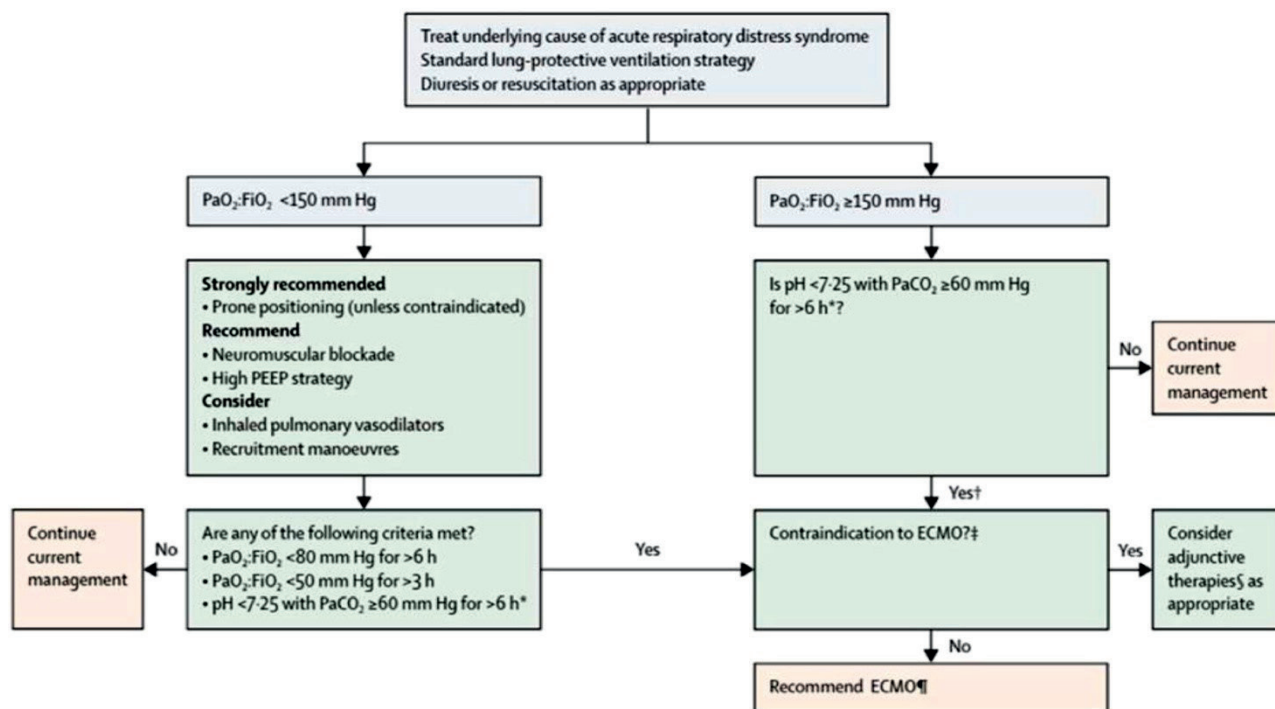 Treat underlying cause of acute respiratory distress syndrome
Standard lung-protective ventilation strategy
Diuresis or resuscitation as appropriate
PaO₂:FiO₂ <150 mm Hg
PaO₂:FiO₂ ≥150 mm Hg
Strongly recommended
• Prone positioning (unless contraindicated)
Recommend
• Neuromuscular blockade
• High PEEP strategy
Consider
• Inhaled pulmonary vasodilators
• Recruitment manoeuvres
Is pH <7·25 with PaCO₂ ≥60 mm Hg
for >6 h*?
No
Continue
current
management
Yes†
Continue
current
management
No
Are any of the following criteria met?
• PaO₂:FiO₂ <80 mm Hg for >6 h
• PaO₂:FiO₂ <50 mm Hg for >3 h
• pH <7·25 with PaCO₂ ≥60 mm Hg for >6 h*
Yes
Contraindication to ECMO?‡
Yes
Consider
adjunctive
therapies§ as
appropriate
No
Recommend ECMO¶